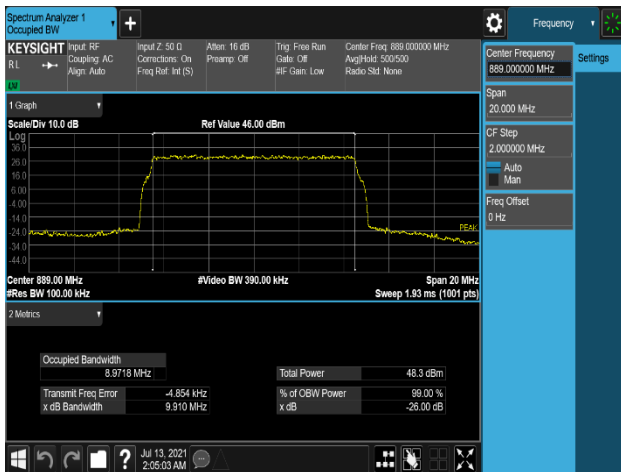 Spectrum Analyzer 1
Occupied BW
Frequency
KEYSIGHT
RL
Input: RF
Coupling: AC
Align: Auto
Input Z: 50 Ω
Corrections: On
Freq Ref: Int (S)
Atten: 16 dB
Preamp: Off
Trig: Free Run
Gate: Off
#IF Gain: Low
Center Freq: 889.000000 MHz
Avg|Hold: 500/500
Radio Std: None
Center Frequency
889.000000 MHz
Settings
Span
20.000 MHz
CF Step
2.000000 MHz
Auto
Man
Freq Offset
0 Hz
1 Graph
Scale/Div 10.0 dB
Ref Value 46.00 dBm
Log
36.0
26.0
16.0
6.00
-4.00
-14.0
-24.0
-34.0
-44.0
PEAK
Center 889.00 MHz
#Video BW 390.00 kHz
Span 20 MHz
#Res BW 100.00 kHz
Sweep 1.93 ms (1001 pts)
2 Metrics
Occupied Bandwidth
8.9718 MHz
Total Power
48.3 dBm
Transmit Freq Error
-4.854 kHz
% of OBW Power
99.00 %
x dB Bandwidth
9.910 MHz
x dB
-26.00 dB
Jul 13, 2021
2:05:03 AM